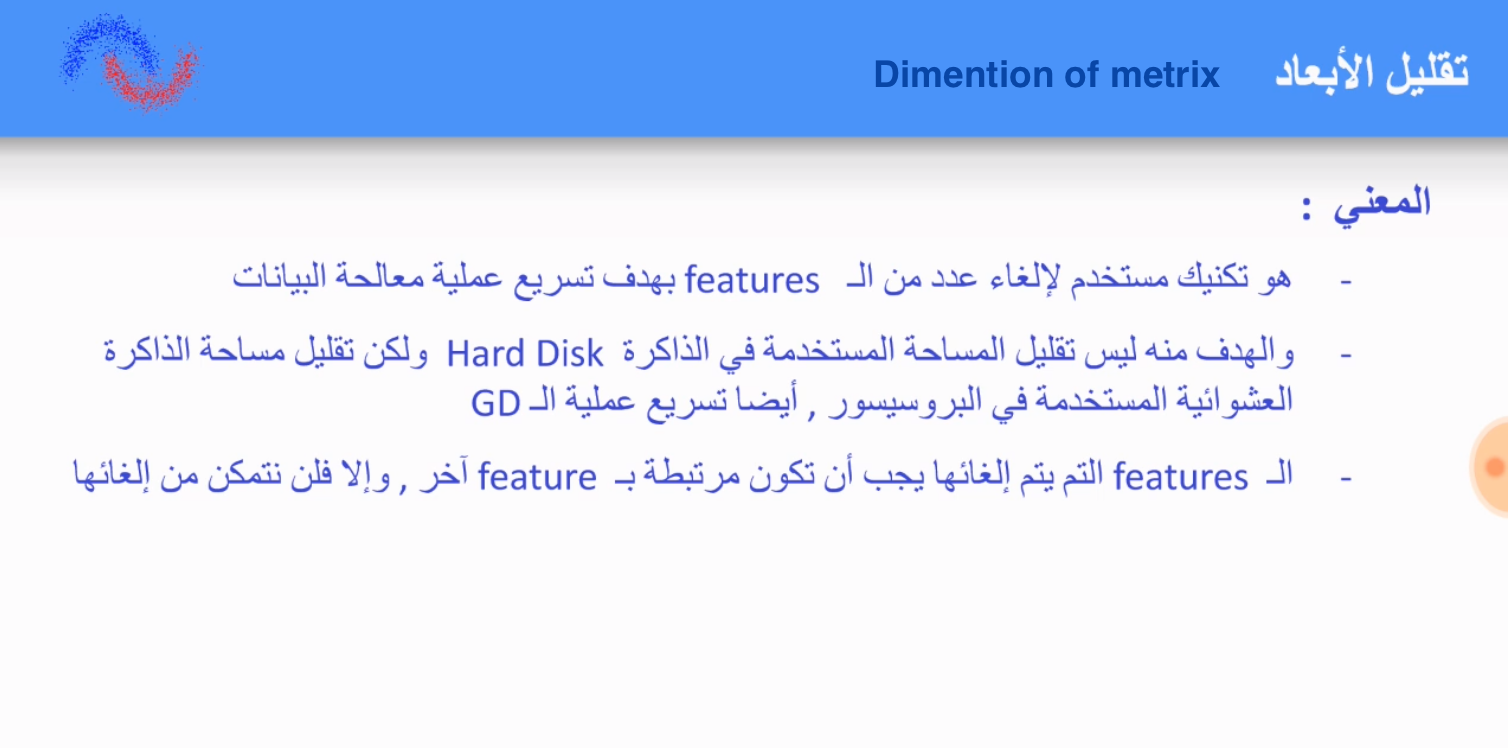 تقليل الأبعاد Dimention of metrix
المعني :
- هو تكنيك مستخدم لإلغاء عدد من الـ features بهدف تسريع عملية معالحة البيانات
- والهدف منه ليس تقليل المساحة المستخدمة في الذاكرة Hard Disk ولكن تقليل مساحة الذاكرة
العشوائية المستخدمة في البروسيسور , أيضا تسريع عملية الـ GD
- الـ features التم يتم إلغائها يجب أن تكون مرتبطة بـ feature آخر , وإلا فلن نتمكن من إلغائها